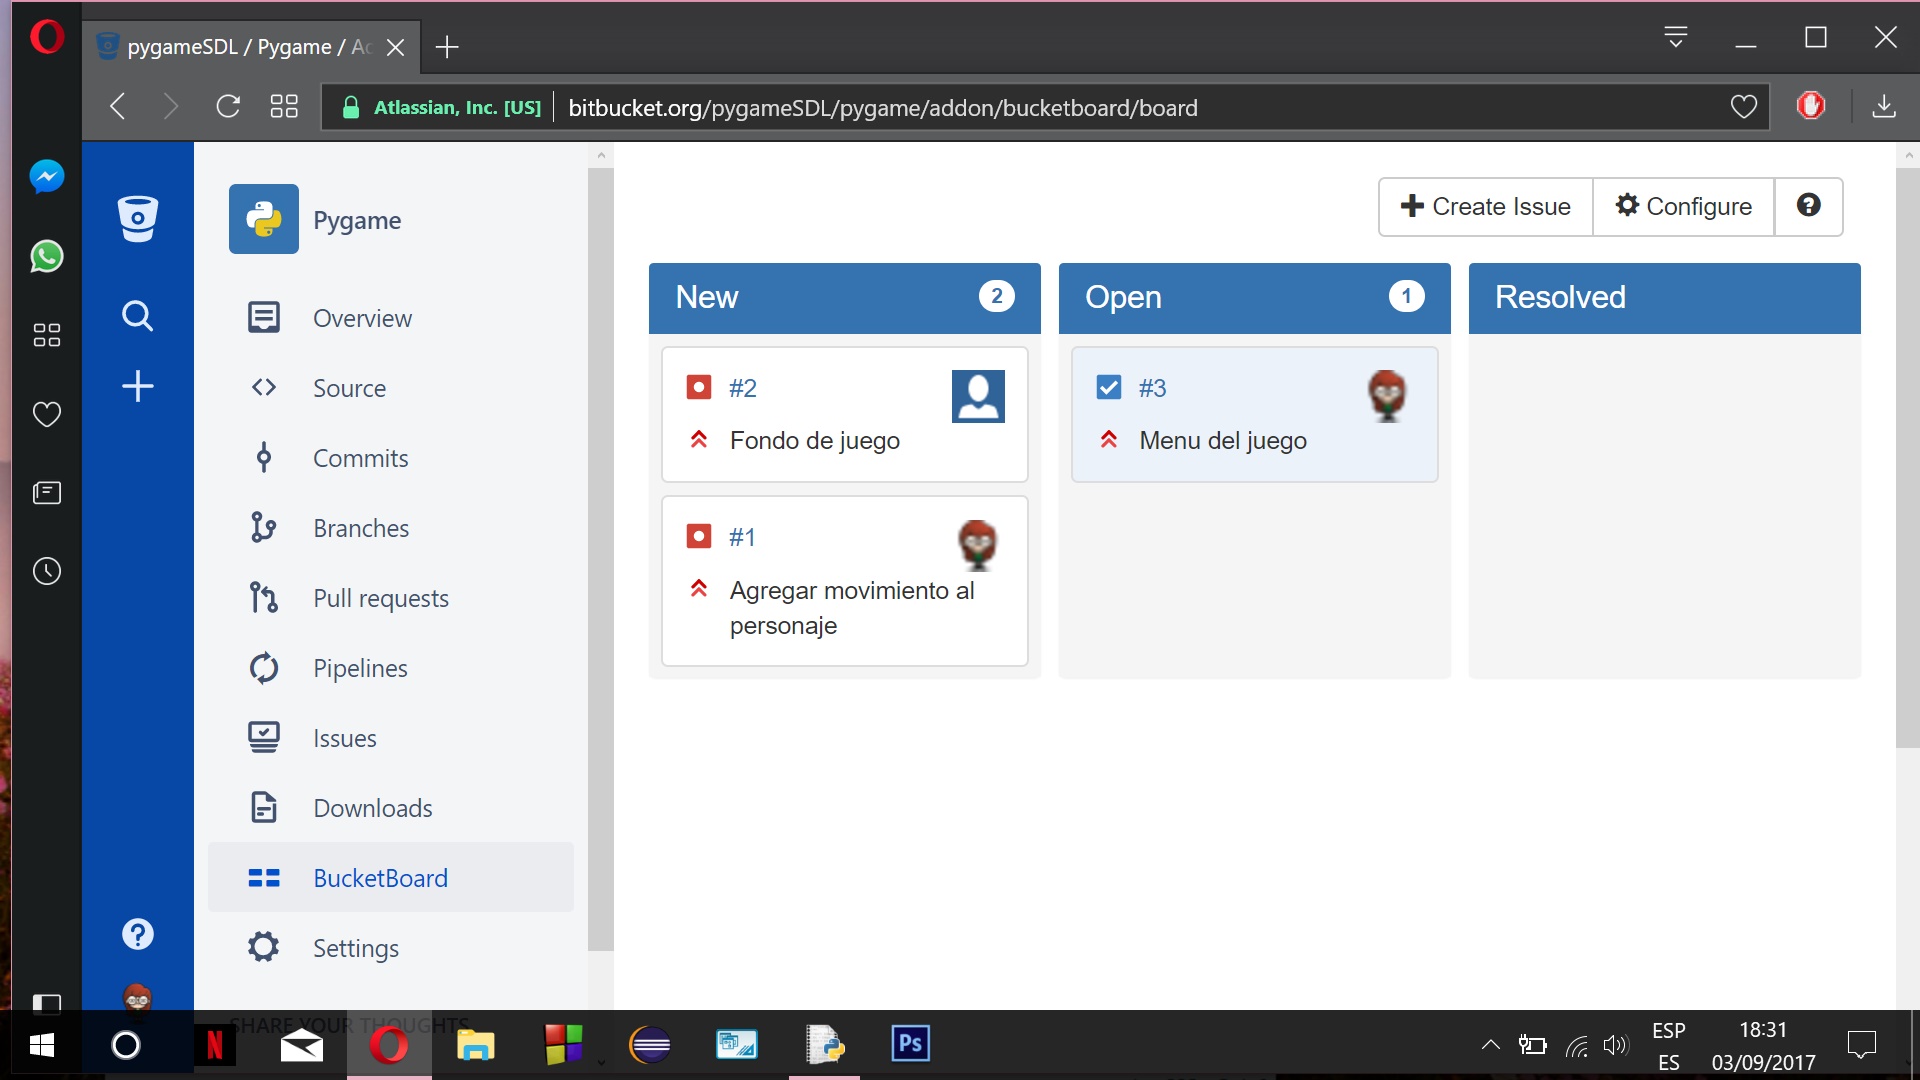 pygameSDL / Pygame / Ac
Atlassian, Inc. [US]
bitbucket.org/pygameSDL/pygame/addon/bucketboard/board
Pygame
Overview
Source
Commits
Branches
Pull requests
Pipelines
Issues
Downloads
BucketBoard
Settings
SHARE YOUR THOUGHTS
Create Issue
Configure
New
2
#2
Fondo de juego
#1
Agregar movimiento al
personaje
Open
1
#3
Menu del juego
Resolved
N
Ps
ESP
ES
18:31
03/09/2017